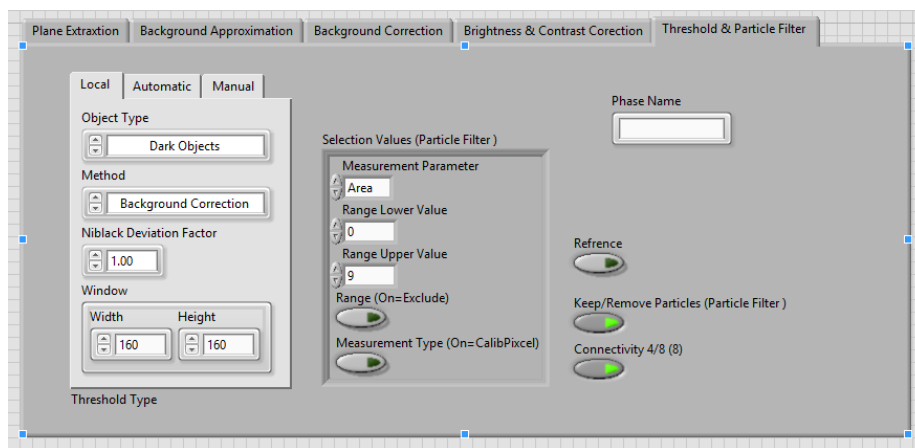 Plane Extraxtion
Background Approximation
Background Correction
Brightness & Contrast Corection
Threshold & Particle Filter
Local
Automatic
Manual
Object Type
Dark Objects
Method
Background Correction
Niblack Deviation Factor
1.00
Window
Width
Height
160
160
Threshold Type
Selection Values (Particle Filter )
Measurement Parameter
Area
Range Lower Value
0
Range Upper Value
9
Range (On=Exclude)
Measurement Type (On=CalibPixcel)
Phase Name
Refrence
Keep/Remove Particles (Particle Filter )
Connectivity 4/8 (8)